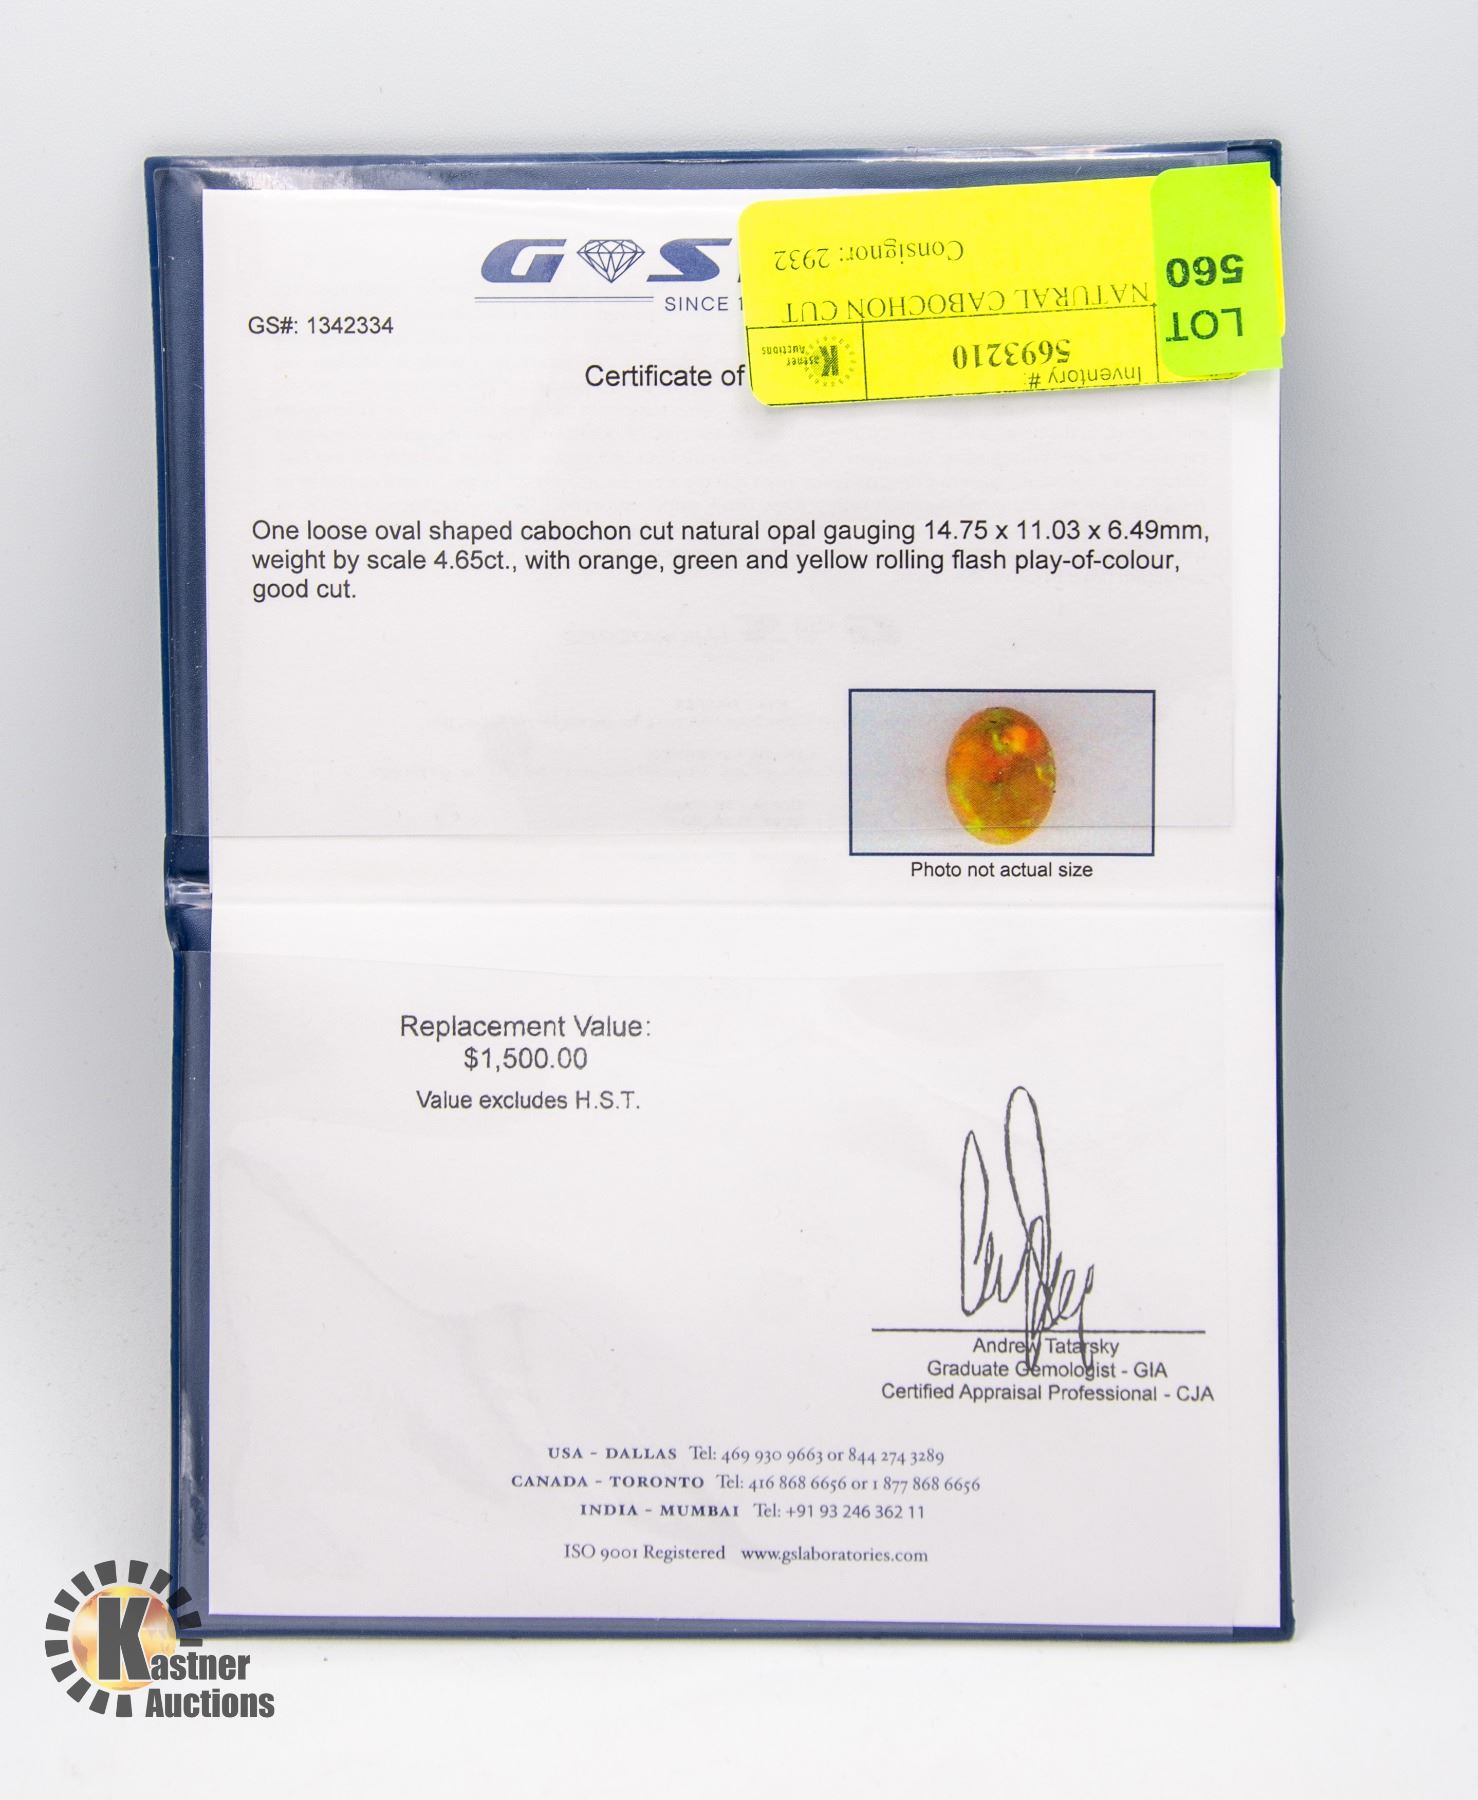 G S
SINCE 1
GS#: 1342334
Certificate of
LOT
560
Inventory #:
5693210
Kastner
Auctions
NATURAL CABOCHON CUT
Consignor: 2932
One loose oval shaped cabochon cut natural opal gauging 14.75 x 11.03 x 6.49mm,
weight by scale 4.65ct., with orange, green and yellow rolling flash play-of-colour,
good cut.
Photo not actual size
Replacement Value:
$1,500.00
Value excludes H.S.T.
Andrew Tatarsky
Graduate Gemologist - GIA
Certified Appraisal Professional - CJA
USA - DALLAS Tel: 469 930 9663 or 844 274 3289
CANADA - TORONTO Tel: 416 868 6656 or 1 877 868 6656
INDIA - MUMBAI Tel: +91 93 246 362 11
ISO 9001 Registered www.gslaboratories.com
Kastner
Auctions